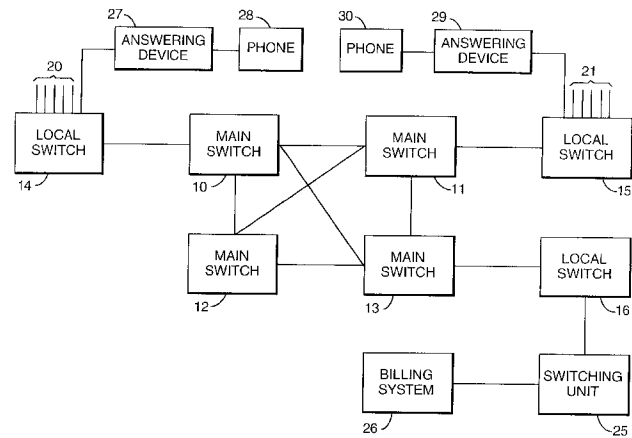 27
28
30
29
ANSWERING
DEVICE
PHONE
PHONE
ANSWERING
DEVICE
20
21
LOCAL
SWITCH
14
MAIN
SWITCH
10
MAIN
SWITCH
11
LOCAL
SWITCH
15
MAIN
SWITCH
12
MAIN
SWITCH
13
LOCAL
SWITCH
16
BILLING
SYSTEM
26
SWITCHING
UNIT
25